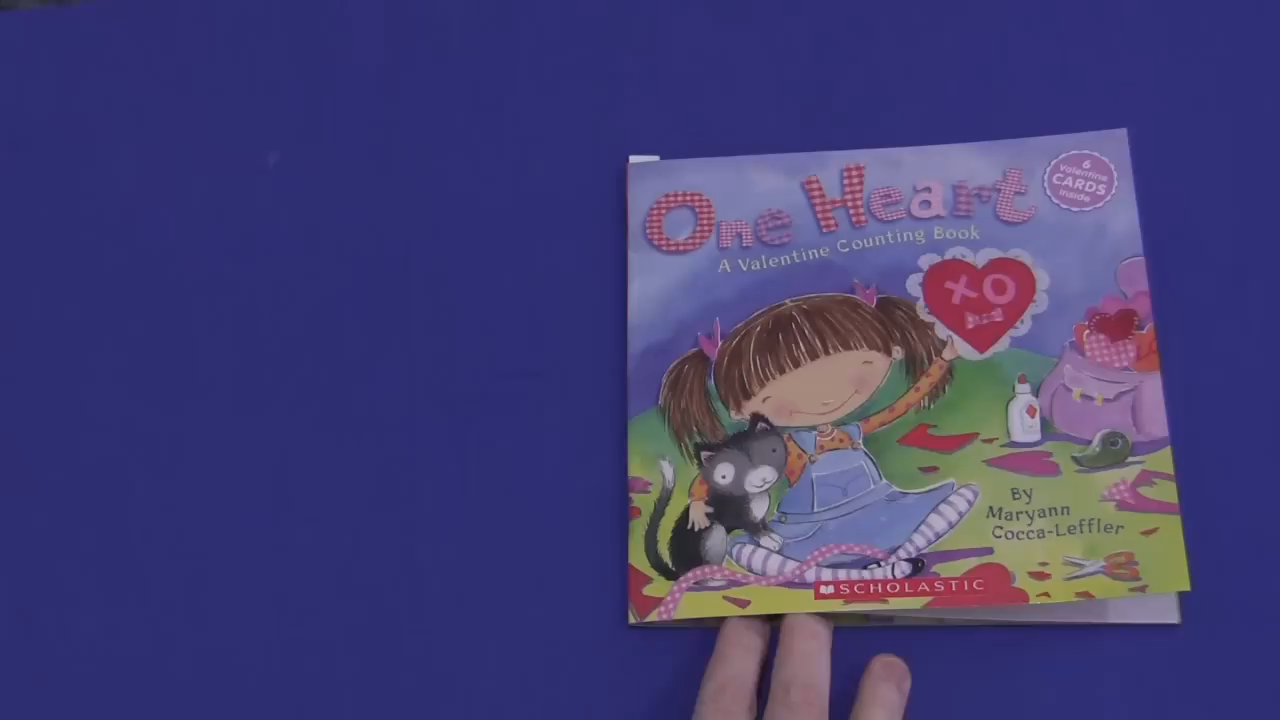 One Heart
A Valentine Counting Book
6
Valentine
CARDS
inside
XO
By
Maryann
Cocca-Leffler
SCHOLASTIC